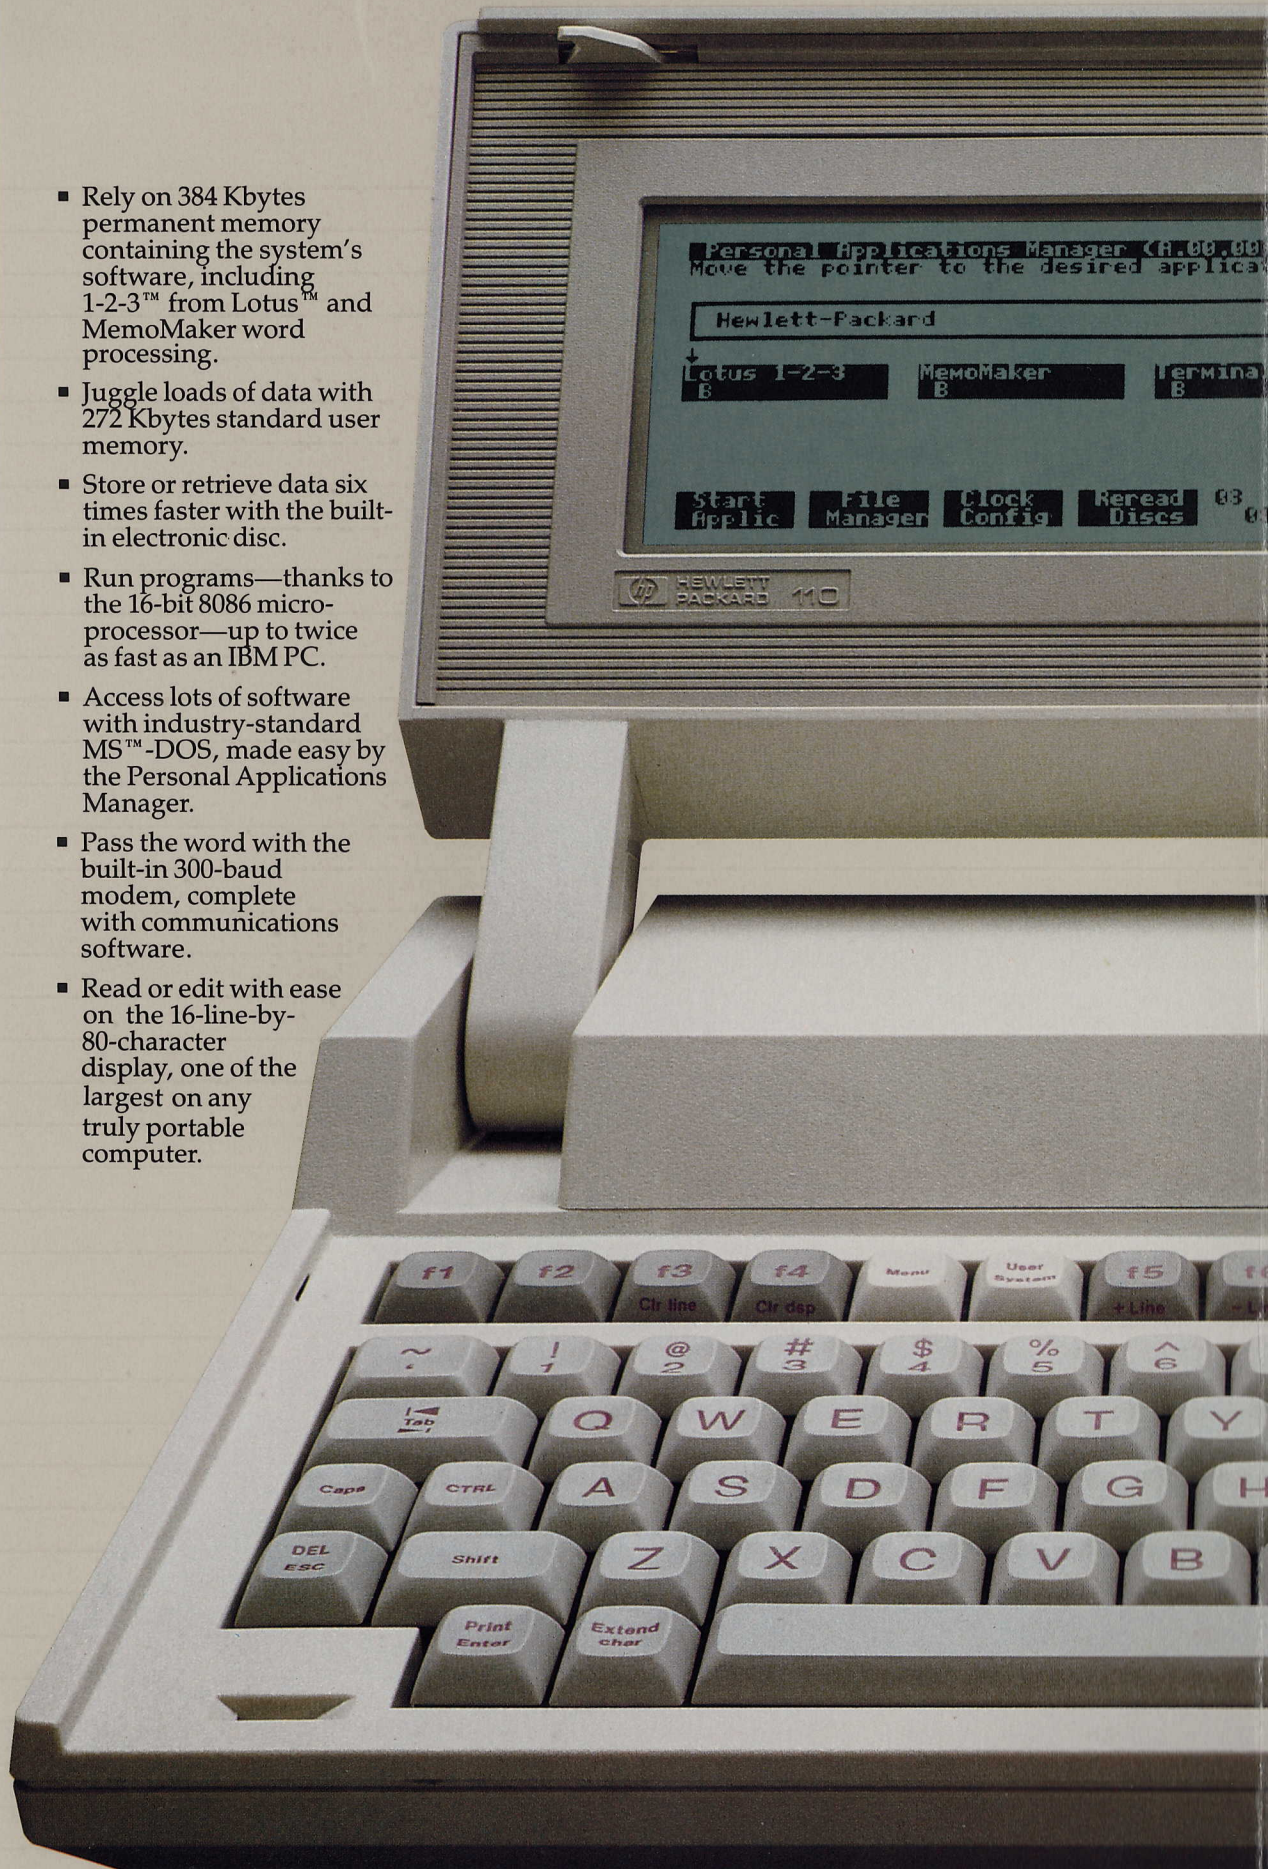 ■ Rely on 384 Kbytes
permanent memory
containing the system's
software, including
1-2-3™ from Lotus™ and
MemoMaker word
processing.
■ Juggle loads of data with
272 Kbytes standard user
memory.
■ Store or retrieve data six
times faster with the built-
in electronic disc.
■ Run programs—thanks to
the 16-bit 8086 micro-
processor—up to twice
as fast as an IBM PC.
■ Access lots of software
with industry-standard
MS™-DOS, made easy by
the Personal Applications
Manager.
■ Pass the word with the
built-in 300-baud
modem, complete
with communications
software.
■ Read or edit with ease
on the 16-line-by-
80-character
display, one of the
largest on any
truly portable
computer.
Personal Applications Manager (A.00.00
Move the pointer to the desired applica
Hewlett-Packard
Lotus 1-2-3 MemoMaker Termina
B B B
Start File Clock Reread 03
Applic Manager Config Discs
hp HEWLETT
PACKARD 110
f1 f2 f3 f4 Menu User
System f5
Clr line Clr dsp + Line
~ ! @ # $ % ^
1 2 3 4 5 6
Tab Q W E R T Y
Caps CTRL A S D F G H
DEL
ESC Shift Z X C V B
Print Extend
Enter char